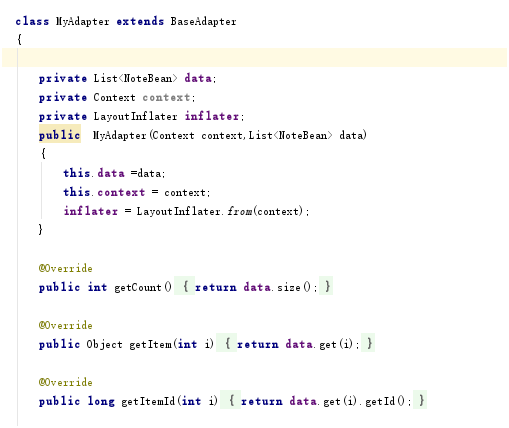 class MyAdapter extends BaseAdapter
{
private List<NoteBean> data;
private Context context;
private LayoutInflater inflater;
public MyAdapter(Context context,List<NoteBean> data)
{
this.data =data;
this.context = context;
inflater = LayoutInflater.from(context);
}
@Override
public int getCount() { return data.size(); }
@Override
public Object getItem(int i) { return data.get(i); }
@Override
public long getItemId(int i) { return data.get(i).getId(); }